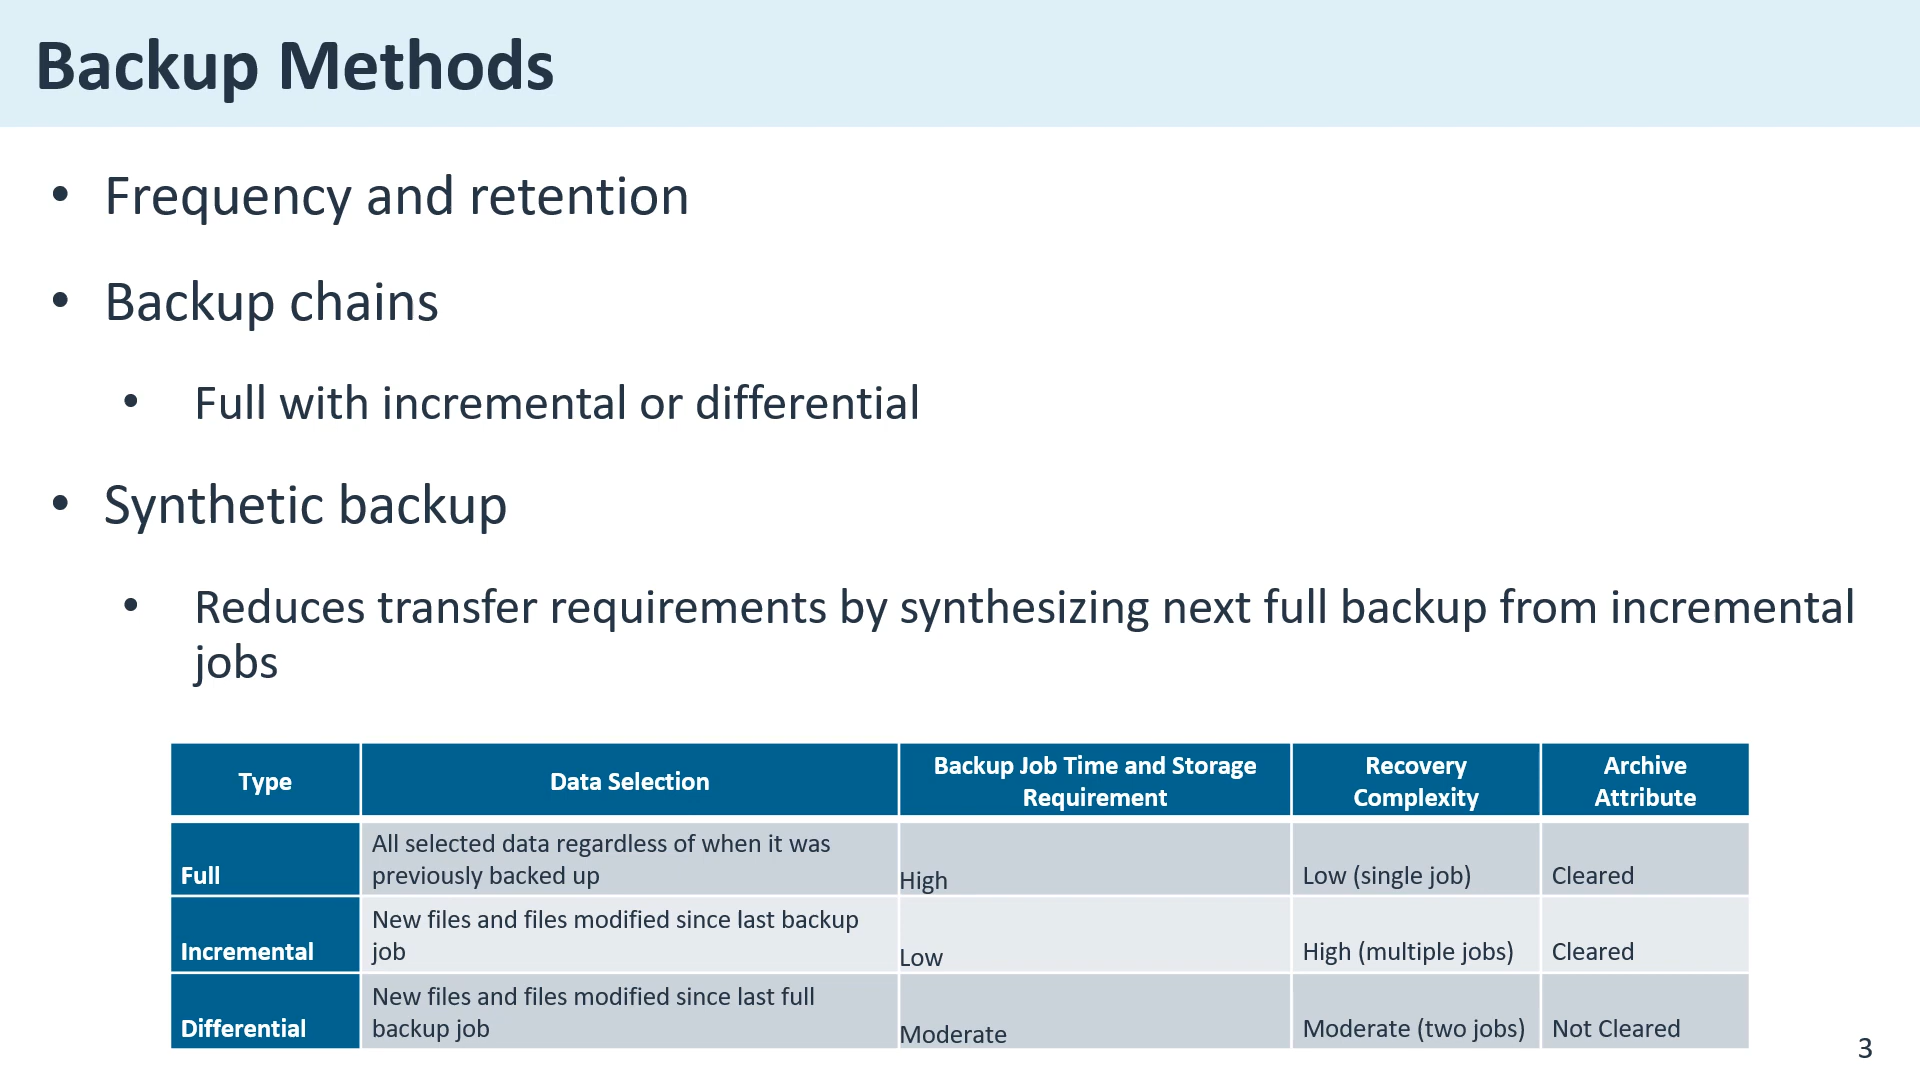 Backup Methods
• Frequency and retention
• Backup chains
• Full with incremental or differential
• Synthetic backup
• Reduces transfer requirements by synthesizing next full backup from incremental
jobs
Type
Data Selection
Backup Job Time and Storage
Requirement
Recovery
Complexity
Archive
Attribute
Full
All selected data regardless of when it was
previously backed up
High
Low (single job)
Cleared
Incremental
New files and files modified since last backup
job
Low
High (multiple jobs)
Cleared
Differential
New files and files modified since last full
backup job
Moderate
Moderate (two jobs)
Not Cleared
3